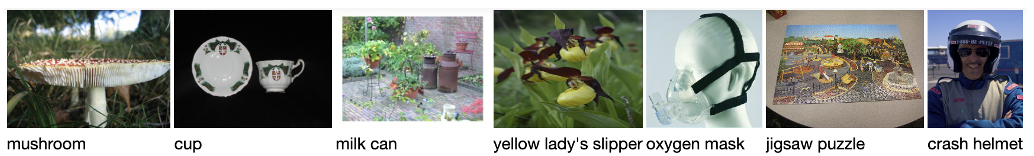 mushroom
cup
milk can
yellow lady's slipper
oxygen mask
jigsaw puzzle
crash helmet